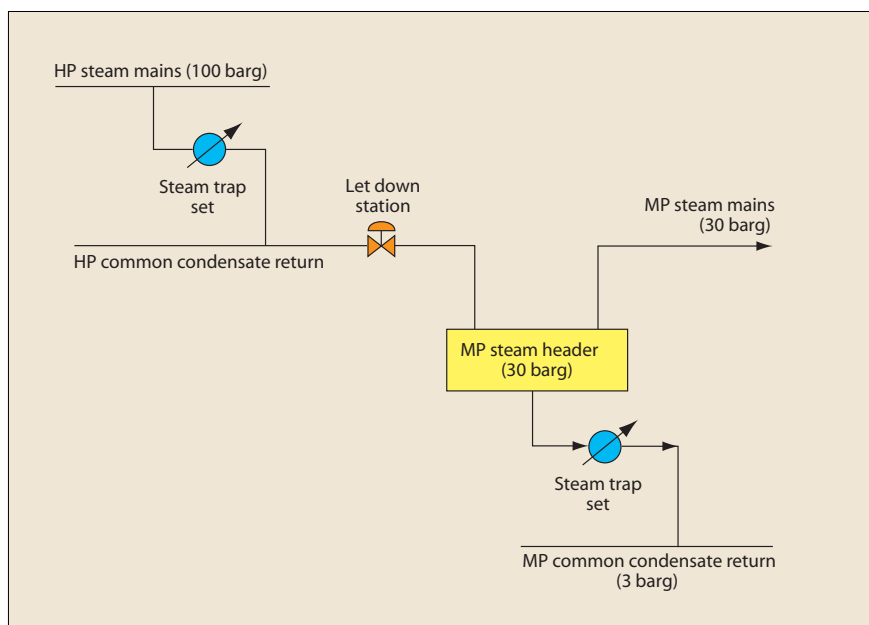 HP steam mains (100 barg)
Steam trap
set
Let down
station
MP steam mains
(30 barg)
HP common condensate return
MP steam header
(30 barg)
Steam trap
set
MP common condensate return
(3 barg)